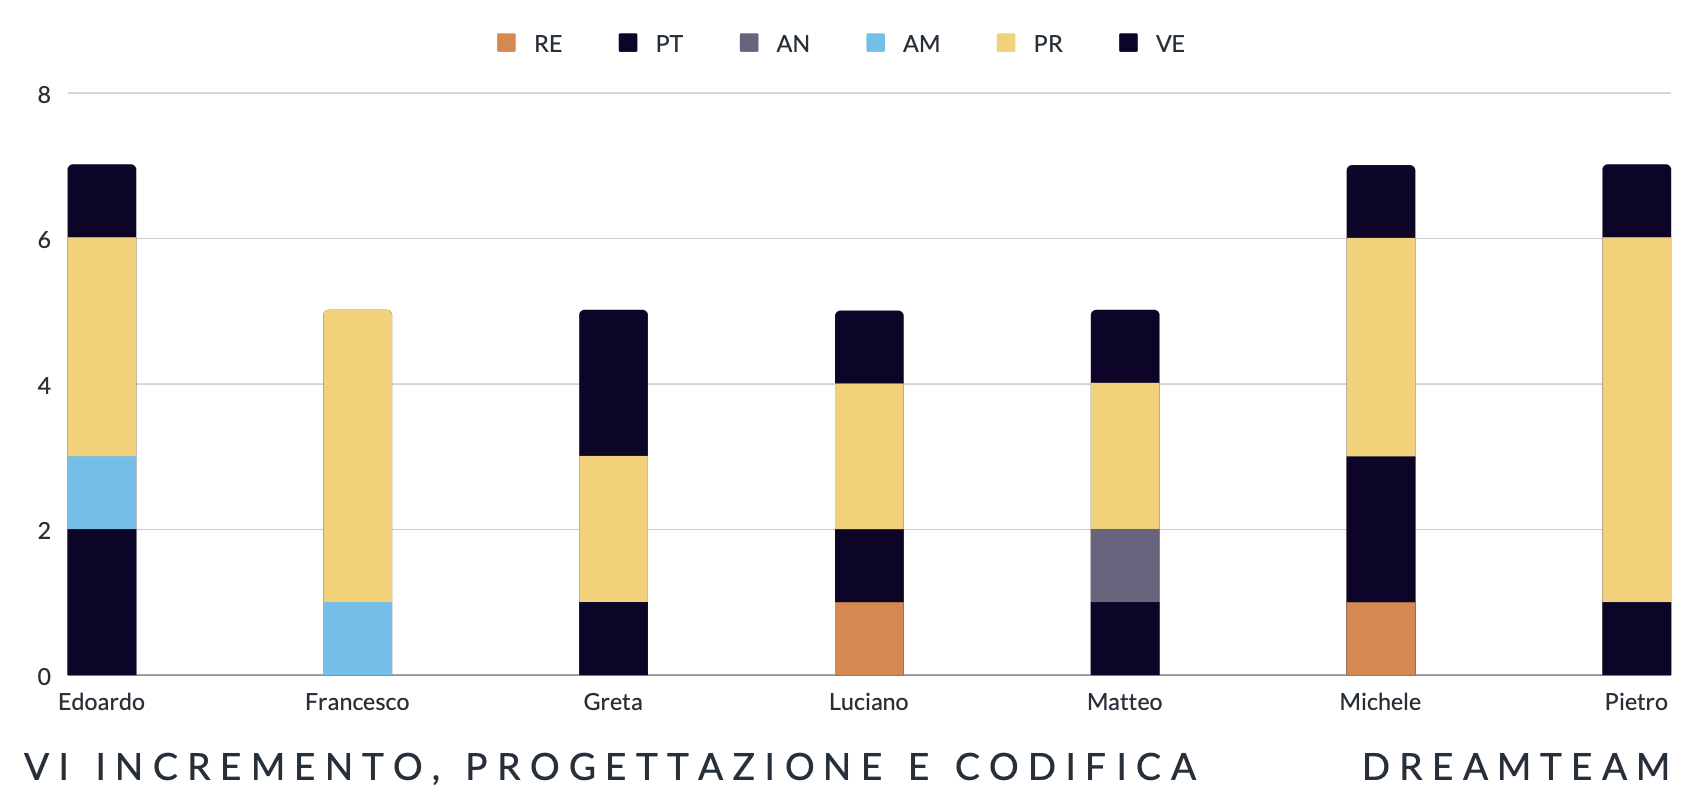 RE PT AN AM PR VE
8
6
4
2
0
Edoardo Francesco Greta Luciano Matteo Michele Pietro
VI INCREMENTO, PROGETTAZIONE E CODIFICA DREAMTEAM